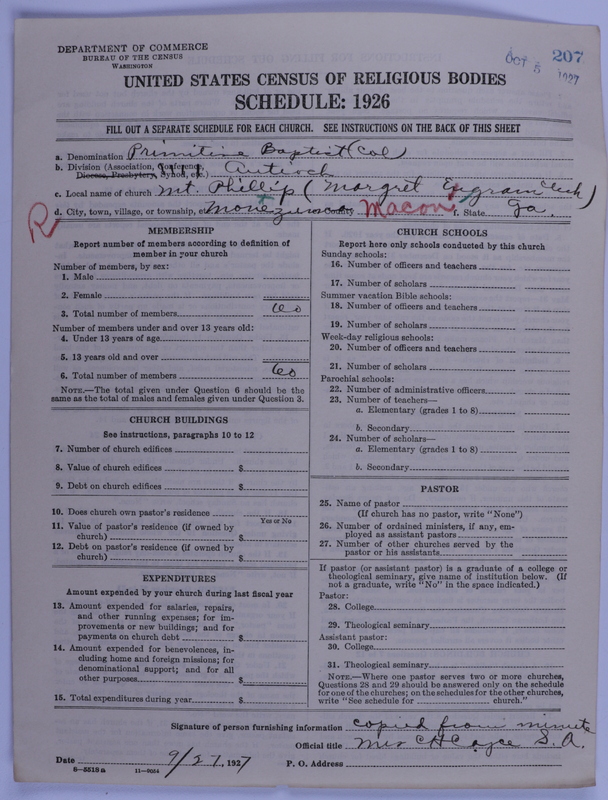 DEPARTMENT OF COMMERCE
BUREAU OF THE CENSUS
WASHINGTON
OCT 5 1927
207
UNITED STATES CENSUS OF RELIGIOUS BODIES
SCHEDULE: 1926
FILL OUT A SEPARATE SCHEDULE FOR EACH CHURCH. SEE INSTRUCTIONS ON THE BACK OF THIS SHEET
a. Denomination Primitive Baptist (Col)
b. Division (Association, Conference, Diocese, Presbytery, Synod, etc.) Antioch
c. Local name of church Mt. Phillip (Margret Engram Clerk)
d. City, town, village, or township, or Montezuma County Macon f. State Ga.
R
MEMBERSHIP
Report number of members according to definition of
member in your church
Number of members, by sex:
1. Male
2. Female
3. Total number of members 60
Number of members under and over 13 years old:
4. Under 13 years of age
5. 13 years old and over
6. Total number of members 60
NOTE.—The total given under Question 6 should be the
same as the total of males and females given under Question 3.
CHURCH BUILDINGS
See instructions, paragraphs 10 to 12
7. Number of church edifices
8. Value of church edifices $
9. Debt on church edifices $
10. Does church own pastor's residence
Yes or No
11. Value of pastor's residence (if owned by
church) $
12. Debt on pastor's residence (if owned by
church) $
EXPENDITURES
Amount expended by your church during last fiscal year
13. Amount expended for salaries, repairs,
and other running expenses; for im-
provements or new buildings; and for
payments on church debt $
14. Amount expended for benevolences, in-
cluding home and foreign missions; for
denominational support; and for all
other purposes $
15. Total expenditures during year $
CHURCH SCHOOLS
Report here only schools conducted by this church
Sunday schools:
16. Number of officers and teachers
17. Number of scholars
Summer vacation Bible schools:
18. Number of officers and teachers
19. Number of scholars
Week-day religious schools:
20. Number of officers and teachers
21. Number of scholars
Parochial schools:
22. Number of administrative officers
23. Number of teachers—
a. Elementary (grades 1 to 8)
b. Secondary
24. Number of scholars—
a. Elementary (grades 1 to 8)
b. Secondary
PASTOR
25. Name of pastor
(If church has no pastor, write "None")
26. Number of ordained ministers, if any, em-
ployed as assistant pastors
27. Number of other churches served by the
pastor or his assistants
If pastor (or assistant pastor) is a graduate of a college or
theological seminary, give name of institution below. (If
not a graduate, write "No" in the space indicated.)
Pastor:
28. College
29. Theological seminary
Assistant pastor:
30. College
31. Theological seminary
NOTE.—Where one pastor serves two or more churches,
Questions 28 and 29 should be answered only on the schedule
for one of the churches; on the schedules for the other churches,
write "See schedule for church."
Signature of person furnishing information copied from minute
Official title Mrs C H Cayce S. A.
Date 9/27, 1927 P. O. Address
8—5518a 11—9054